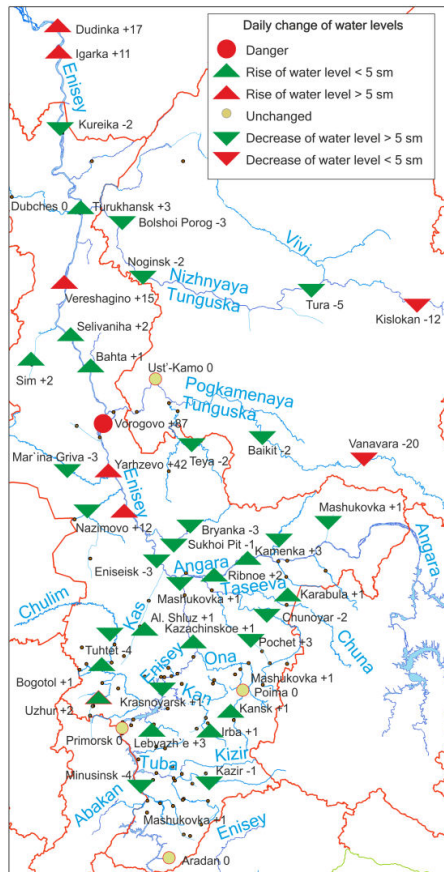 Daily change of water levels
Danger
Rise of water level < 5 sm
Rise of water level > 5 sm
Unchanged
Decrease of water level > 5 sm
Decrease of water level < 5 sm
Dudinka +17
Igarka +11
Enisey
Kureika -2
Dubches 0
Turukhansk +3
Bolshoi Porog -3
Vivi
Noginsk -2
Nizhnyaya
Tunguska
Vereshagino +15
Tura -5
Kislokan -12
Selivaniha +2
Bahta +1
Sim +2
Ust'-Kamo 0
Pogkamenaya
Tunguska
Vorogovo +87
Baikit -2
Vanavara -20
Mar`ina Griva -3
Yarhzevo +42
Teya -2
Enisey
Nazimovo +12
Bryanka -3
Mashukovka +1
Angara
Sukhoi Pit -1
Kamenka +3
Eniseisk -3
Angara
Ribnoe +2
Taseeva
Karabula +1
Chulim
Kas
Mashukovka +1
Chunoyar -2
Al. Shluz +1
Kazachinskoe +1
Chuna
Tuhtet -4
Enisey
Ona
Pochet +3
Bogotol +1
Kan
Mashukovka +1
Poima 0
Uzhur +2
Krasnoyarsk +1
Kansk +1
Primorsk 0
Lebyazh`e +3
Irba +1
Kizir
Tuba
Minusinsk -4
Kazir -1
Abakan
Mashukovka +1
Enisey
Aradan 0